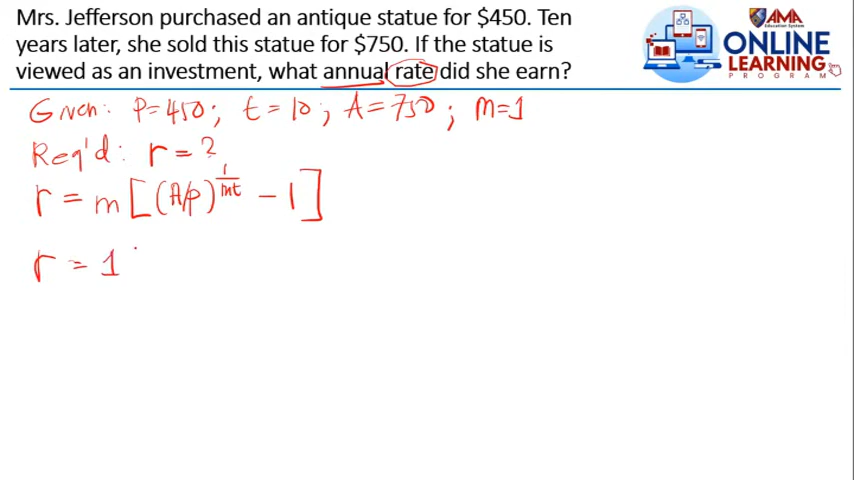 Mrs. Jefferson purchased an antique statue for $450. Ten
years later, she sold this statue for $750. If the statue is
viewed as an investment, what annual rate did she earn?
AMA
Education System
ONLINE
LEARNING
PROGRAM
Given: P=450; t=10; A=750; m=1
Req'd: r = ?
r = m[(A/P)^1/mt - 1]
r = 1